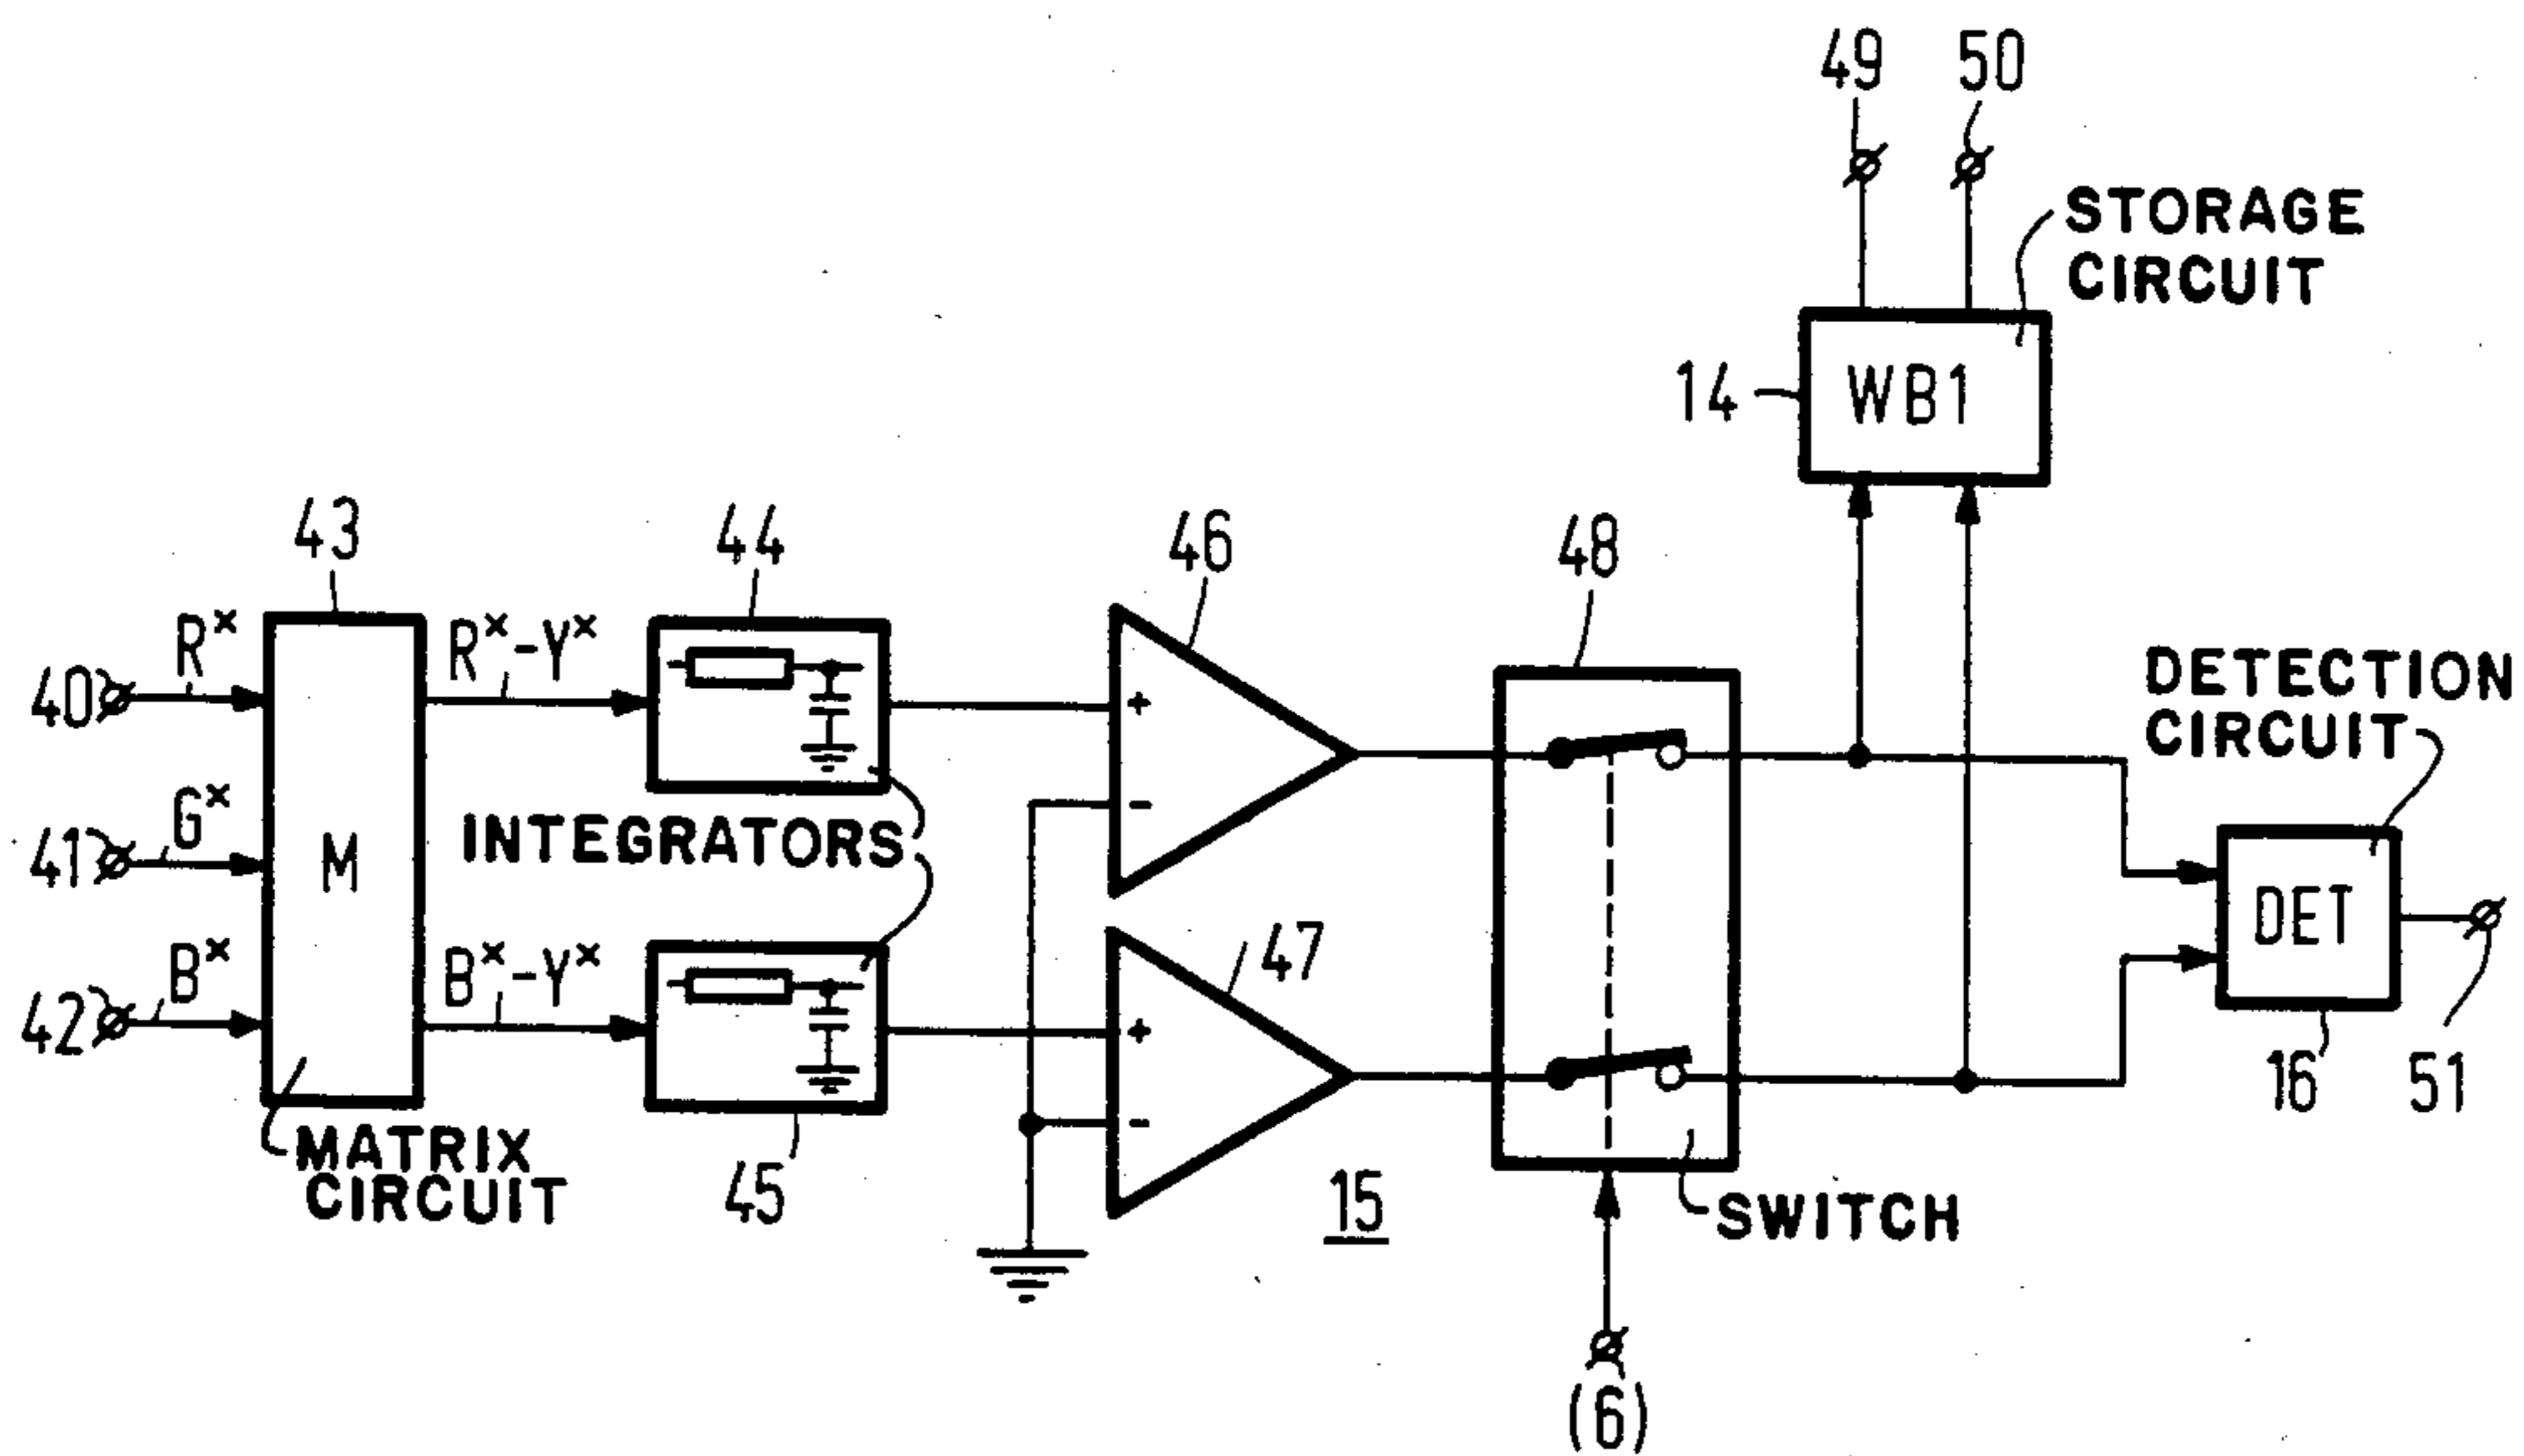 49 50
STORAGE
CIRCUIT
14
WB1
43
44
46
48
R×
R×-Y×
40
+
DETECTION
CIRCUIT
G×
41
M
INTEGRATORS
-
DET
B×
B×-Y×
42
47
+
-
16
51
MATRIX
CIRCUIT
45
15
SWITCH
(6)